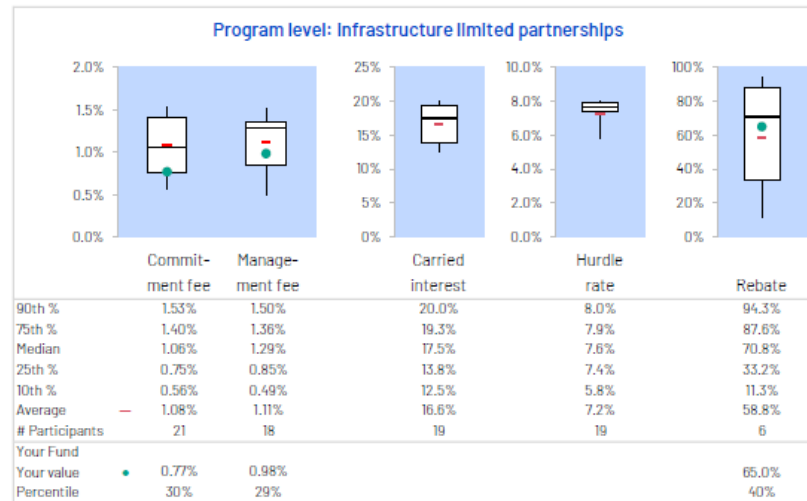 Program level: Infrastructure limited partnerships
2.0% 25% 10.0% 100%
1.5% 20% 8.0% 80%
15% 6.0% 60%
1.0%
10% 4.0% 40%
0.5%
5% 2.0% 20%
0.0% 0% 0.0% 0%
Commit- Manage- Carried Hurdle
ment fee ment fee interest rate Rebate
90th % 1.53% 1.50% 20.0% 8.0% 94.3%
75th % 1.40% 1.36% 19.3% 7.9% 87.6%
Median 1.06% 1.29% 17.5% 7.6% 70.8%
25th % 0.75% 0.85% 13.8% 7.4% 33.2%
10th % 0.56% 0.49% 12.5% 5.8% 11.3%
Average 1.08% 1.11% 16.6% 7.2% 58.8%
# Participants 21 18 19 19 6
Your Fund
Your value 0.77% 0.98% 65.0%
Percentile 30% 29% 40%